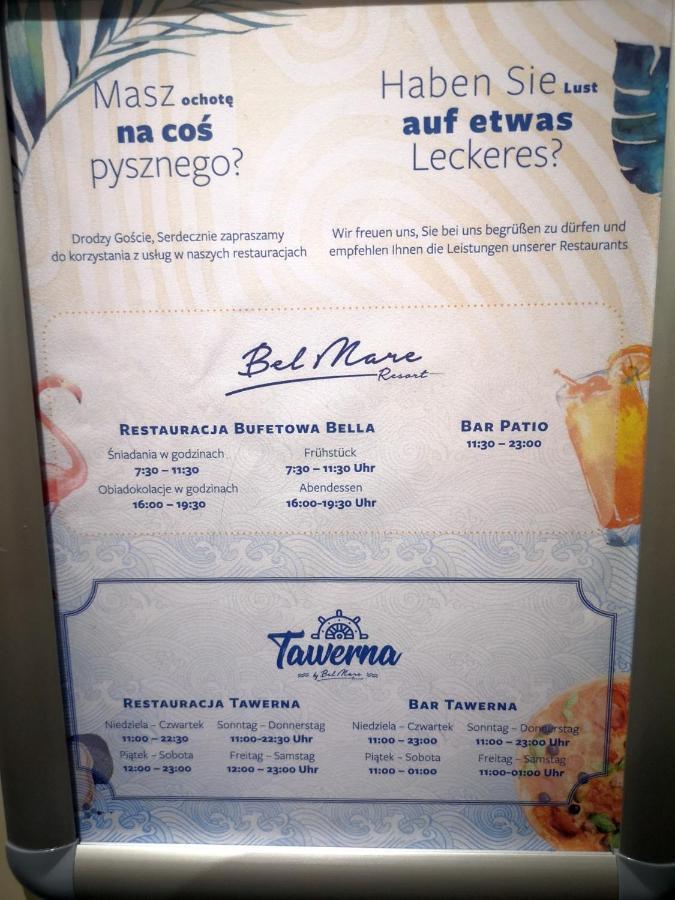 Masz ochotę
na coś
pysznego?
Haben Sie Lust
auf etwas
Leckeres?
Drodzy Goście, Serdecznie zapraszamy
do korzystania z usług w naszych restauracjach
Wir freuen uns, Sie bei uns begrüßen zu dürfen und
empfehlen Ihnen die Leistungen unserer Restaurants
Bel Mare
Resort
Restauracja Bufetowa Bella
Śniadania w godzinach
7:30 – 11:30
Obiadokolacje w godzinach
16:00 – 19:30
Frühstück
7:30 – 11:30 Uhr
Abendessen
16:00-19:30 Uhr
Bar Patio
11:30 – 23:00
Tawerna
by Bel Mare
Restauracja Tawerna
Niedziela – Czwartek
11:00 – 22:30
Piątek – Sobota
12:00 – 23:00
Sonntag – Donnerstag
11:00-22:30 Uhr
Freitag – Samstag
12:00 – 23:00 Uhr
Bar Tawerna
Niedziela – Czwartek
11:00 – 23:00
Piątek – Sobota
11:00 – 01:00
Sonntag – Donnerstag
11:00 – 23:00 Uhr
Freitag – Samstag
11:00-01:00 Uhr